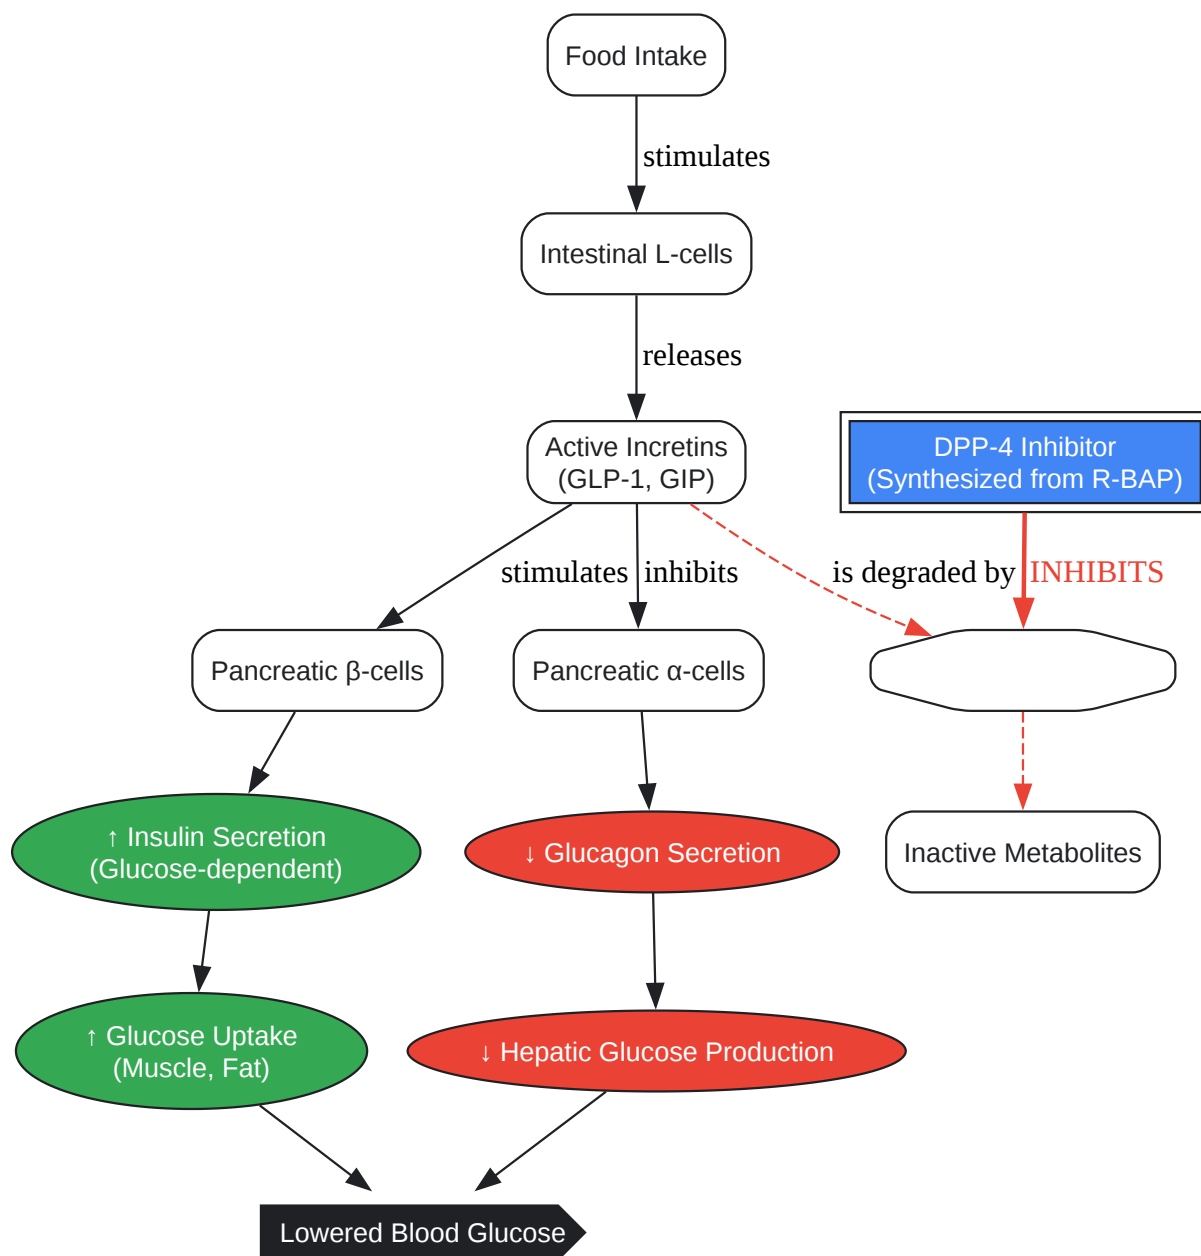 Food Intake
stimulates
Intestinal L-cells
releases
Active Incretins
(GLP-1, GIP)
DPP-4 Inhibitor
(Synthesized from R-BAP)
stimulates
inhibits
is degraded by
INHIBITS
Pancreatic β-cells
Pancreatic α-cells
↑ Insulin Secretion
(Glucose-dependent)
↓ Glucagon Secretion
Inactive Metabolites
↑ Glucose Uptake
(Muscle, Fat)
↓ Hepatic Glucose Production
Lowered Blood Glucose